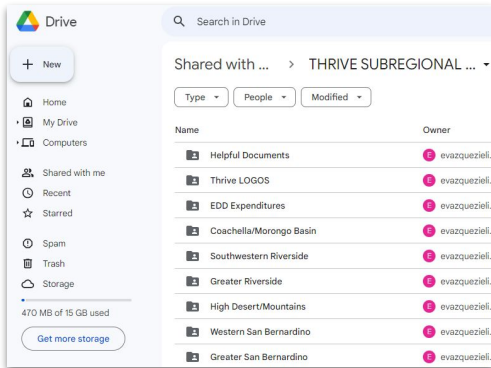 Drive
Search in Drive
New
Shared with ... > THRIVE SUBREGIONAL ...
Type
People
Modified
Home
My Drive
Computers
Shared with me
Recent
Starred
Spam
Trash
Storage
470 MB of 15 GB used
Get more storage
Name Owner
Helpful Documents E evazquezieli.
Thrive LOGOS E evazquezieli.
EDD Expenditures E evazquezieli.
Coachella/Morongo Basin E evazquezieli.
Southwestern Riverside E evazquezieli.
Greater Riverside E evazquezieli.
High Desert/Mountains E evazquezieli.
Western San Bernardino E evazquezieli.
Greater San Bernardino E evazquezieli.